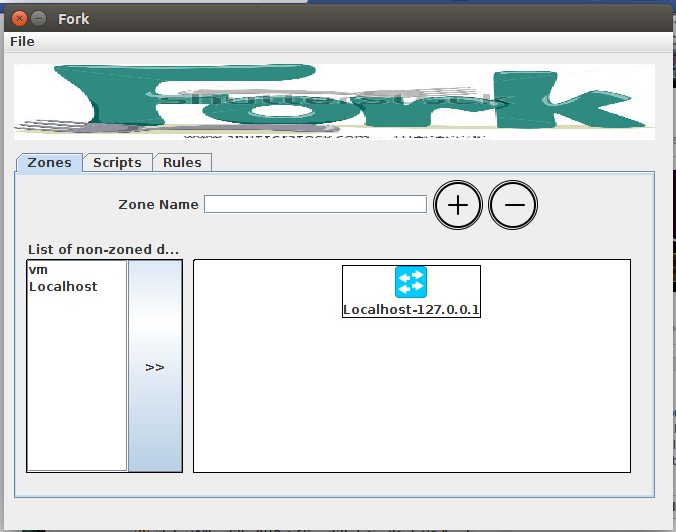 Fork
File
Fork
shutterstock
Zones
Scripts
Rules
Zone Name
List of non-zoned d...
vm
Localhost
>>
Localhost-127.0.0.1